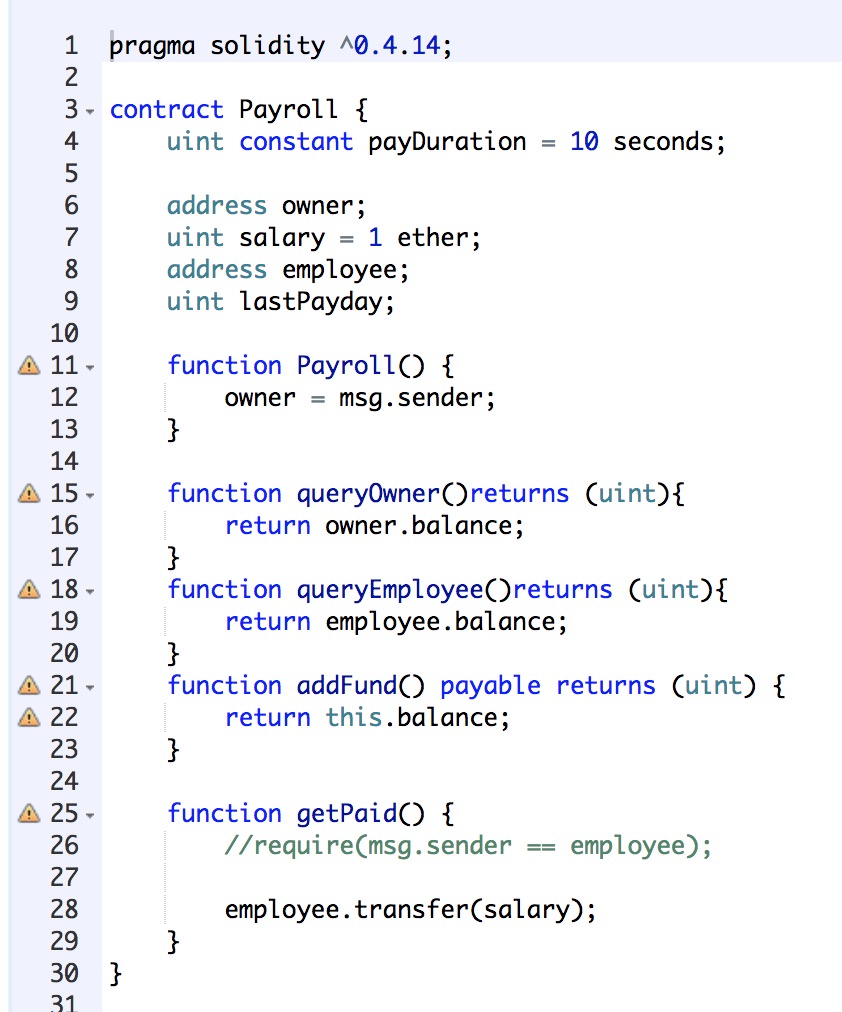 1 pragma solidity ^0.4.14;
2
3 contract Payroll {
4     uint constant payDuration = 10 seconds;
5
6     address owner;
7     uint salary = 1 ether;
8     address employee;
9     uint lastPayday;
10
11     function Payroll() {
12         owner = msg.sender;
13     }
14
15     function queryOwner()returns (uint){
16         return owner.balance;
17     }
18     function queryEmployee()returns (uint){
19         return employee.balance;
20     }
21     function addFund() payable returns (uint) {
22         return this.balance;
23     }
24
25     function getPaid() {
26         //require(msg.sender == employee);
27
28         employee.transfer(salary);
29     }
30 }
31